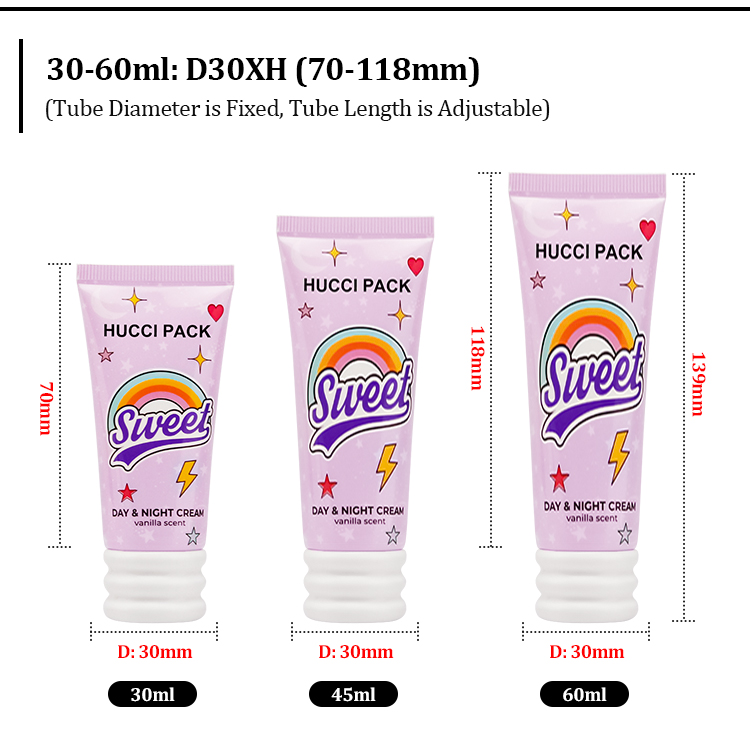 30-60ml: D30XH (70-118mm)
(Tube Diameter is Fixed, Tube Length is Adjustable)
HUCCI PACK
Sweet
DAY & NIGHT CREAM
vanilla scent
70mm
HUCCI PACK
Sweet
DAY & NIGHT CREAM
vanilla scent
118mm
HUCCI PACK
Sweet
DAY & NIGHT CREAM
vanilla scent
139mm
D: 30mm
D: 30mm
D: 30mm
30ml
45ml
60ml